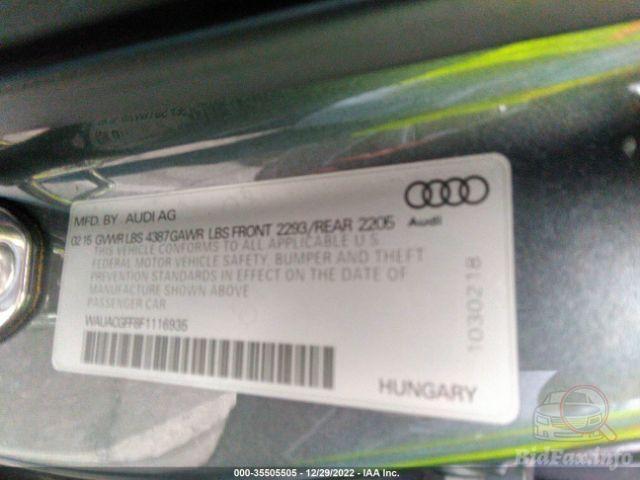 MFD. BY AUDI AG
02 15 GVWR LBS 4387 GAWR LBS FRONT 2293/REAR 2205
THIS VEHICLE CONFORMS TO ALL APPLICABLE U.S.
FEDERAL MOTOR VEHICLE SAFETY, BUMPER AND THEFT
PREVENTION STANDARDS IN EFFECT ON THE DATE OF
MANUFACTURE SHOWN ABOVE
PASSENGER CAR
WAUACGFF8F1116935
Audi
1030218
HUNGARY
BidFax.info
000-35505505 - 12/29/2022 - IAA Inc.